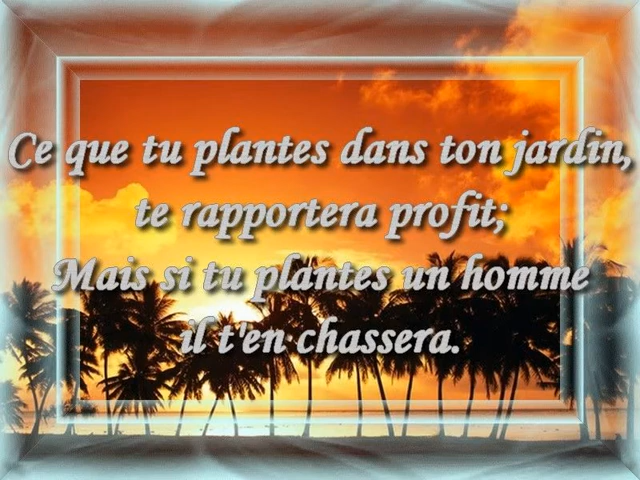 Ce que tu plantes dans ton jardin,
te rapportera profit;
Mais si tu plantes un homme
il t'en chassera.